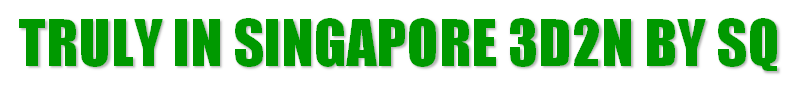 TRULY IN SINGAPORE 3D2N BY SQ